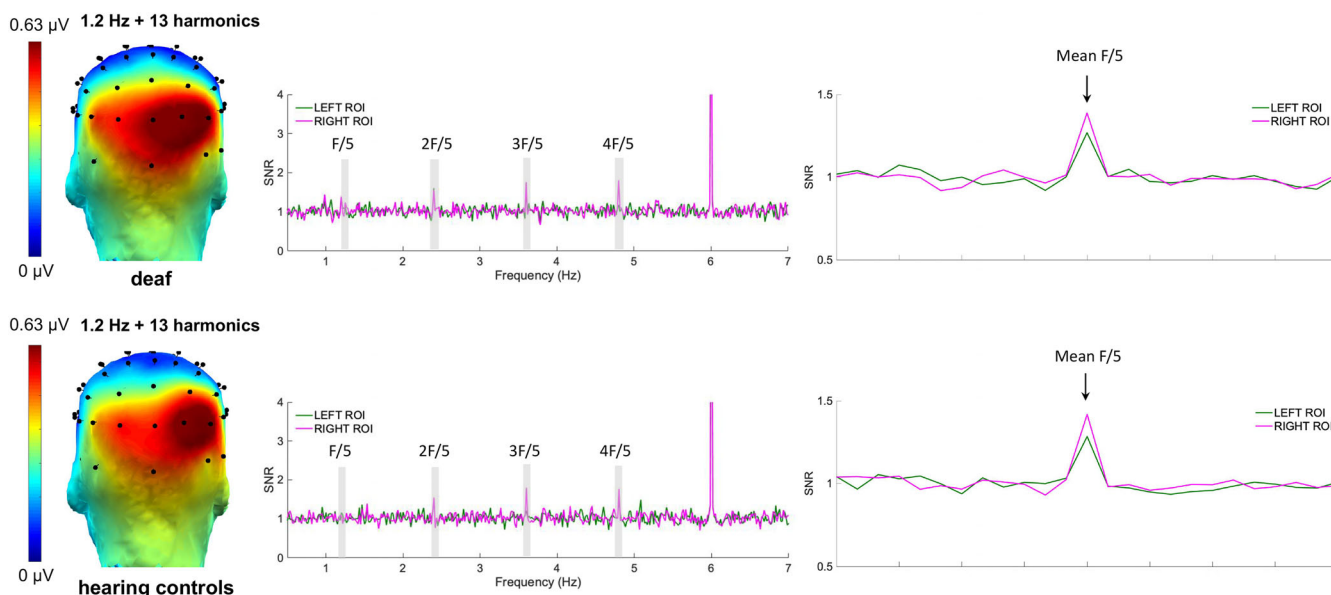 0.63 µV 1.2 Hz + 13 harmonics
0 µV
deaf
4
3
2
1
0
SNR
LEFT ROI
RIGHT ROI
F/5 2F/5 3F/5 4F/5
1 2 3 4 5 6 7
Frequency (Hz)
Mean F/5
1.5
1
0.5
SNR
LEFT ROI
RIGHT ROI
0.63 µV 1.2 Hz + 13 harmonics
0 µV
hearing controls
4
3
2
1
0
SNR
LEFT ROI
RIGHT ROI
F/5 2F/5 3F/5 4F/5
1 2 3 4 5 6 7
Frequency (Hz)
Mean F/5
1.5
1
0.5
SNR
LEFT ROI
RIGHT ROI